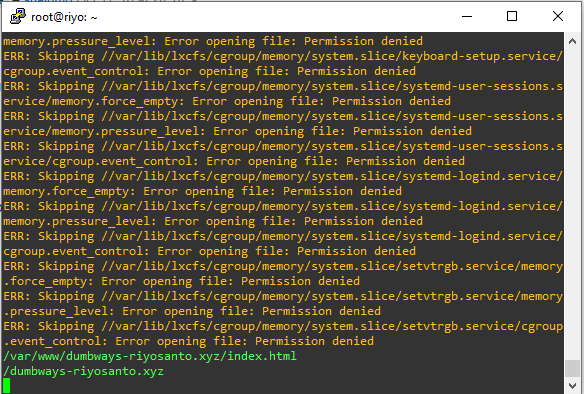 root@riyo: ~
memory.pressure_level: Error opening file: Permission denied
ERR: Skipping //var/lib/lxcfs/cgroup/memory/system.slice/keyboard-setup.service/
cgroup.event_control: Error opening file: Permission denied
ERR: Skipping //var/lib/lxcfs/cgroup/memory/system.slice/systemd-user-sessions.s
ervice/memory.force_empty: Error opening file: Permission denied
ERR: Skipping //var/lib/lxcfs/cgroup/memory/system.slice/systemd-user-sessions.s
ervice/memory.pressure_level: Error opening file: Permission denied
ERR: Skipping //var/lib/lxcfs/cgroup/memory/system.slice/systemd-user-sessions.s
ervice/cgroup.event_control: Error opening file: Permission denied
ERR: Skipping //var/lib/lxcfs/cgroup/memory/system.slice/systemd-logind.service/
memory.force_empty: Error opening file: Permission denied
ERR: Skipping //var/lib/lxcfs/cgroup/memory/system.slice/systemd-logind.service/
memory.pressure_level: Error opening file: Permission denied
ERR: Skipping //var/lib/lxcfs/cgroup/memory/system.slice/systemd-logind.service/
cgroup.event_control: Error opening file: Permission denied
ERR: Skipping //var/lib/lxcfs/cgroup/memory/system.slice/setvtrgb.service/memory
.force_empty: Error opening file: Permission denied
ERR: Skipping //var/lib/lxcfs/cgroup/memory/system.slice/setvtrgb.service/memory
.pressure_level: Error opening file: Permission denied
ERR: Skipping //var/lib/lxcfs/cgroup/memory/system.slice/setvtrgb.service/cgroup
.event_control: Error opening file: Permission denied
/var/www/dumbways-riyosanto.xyz/index.html
/dumbways-riyosanto.xyz